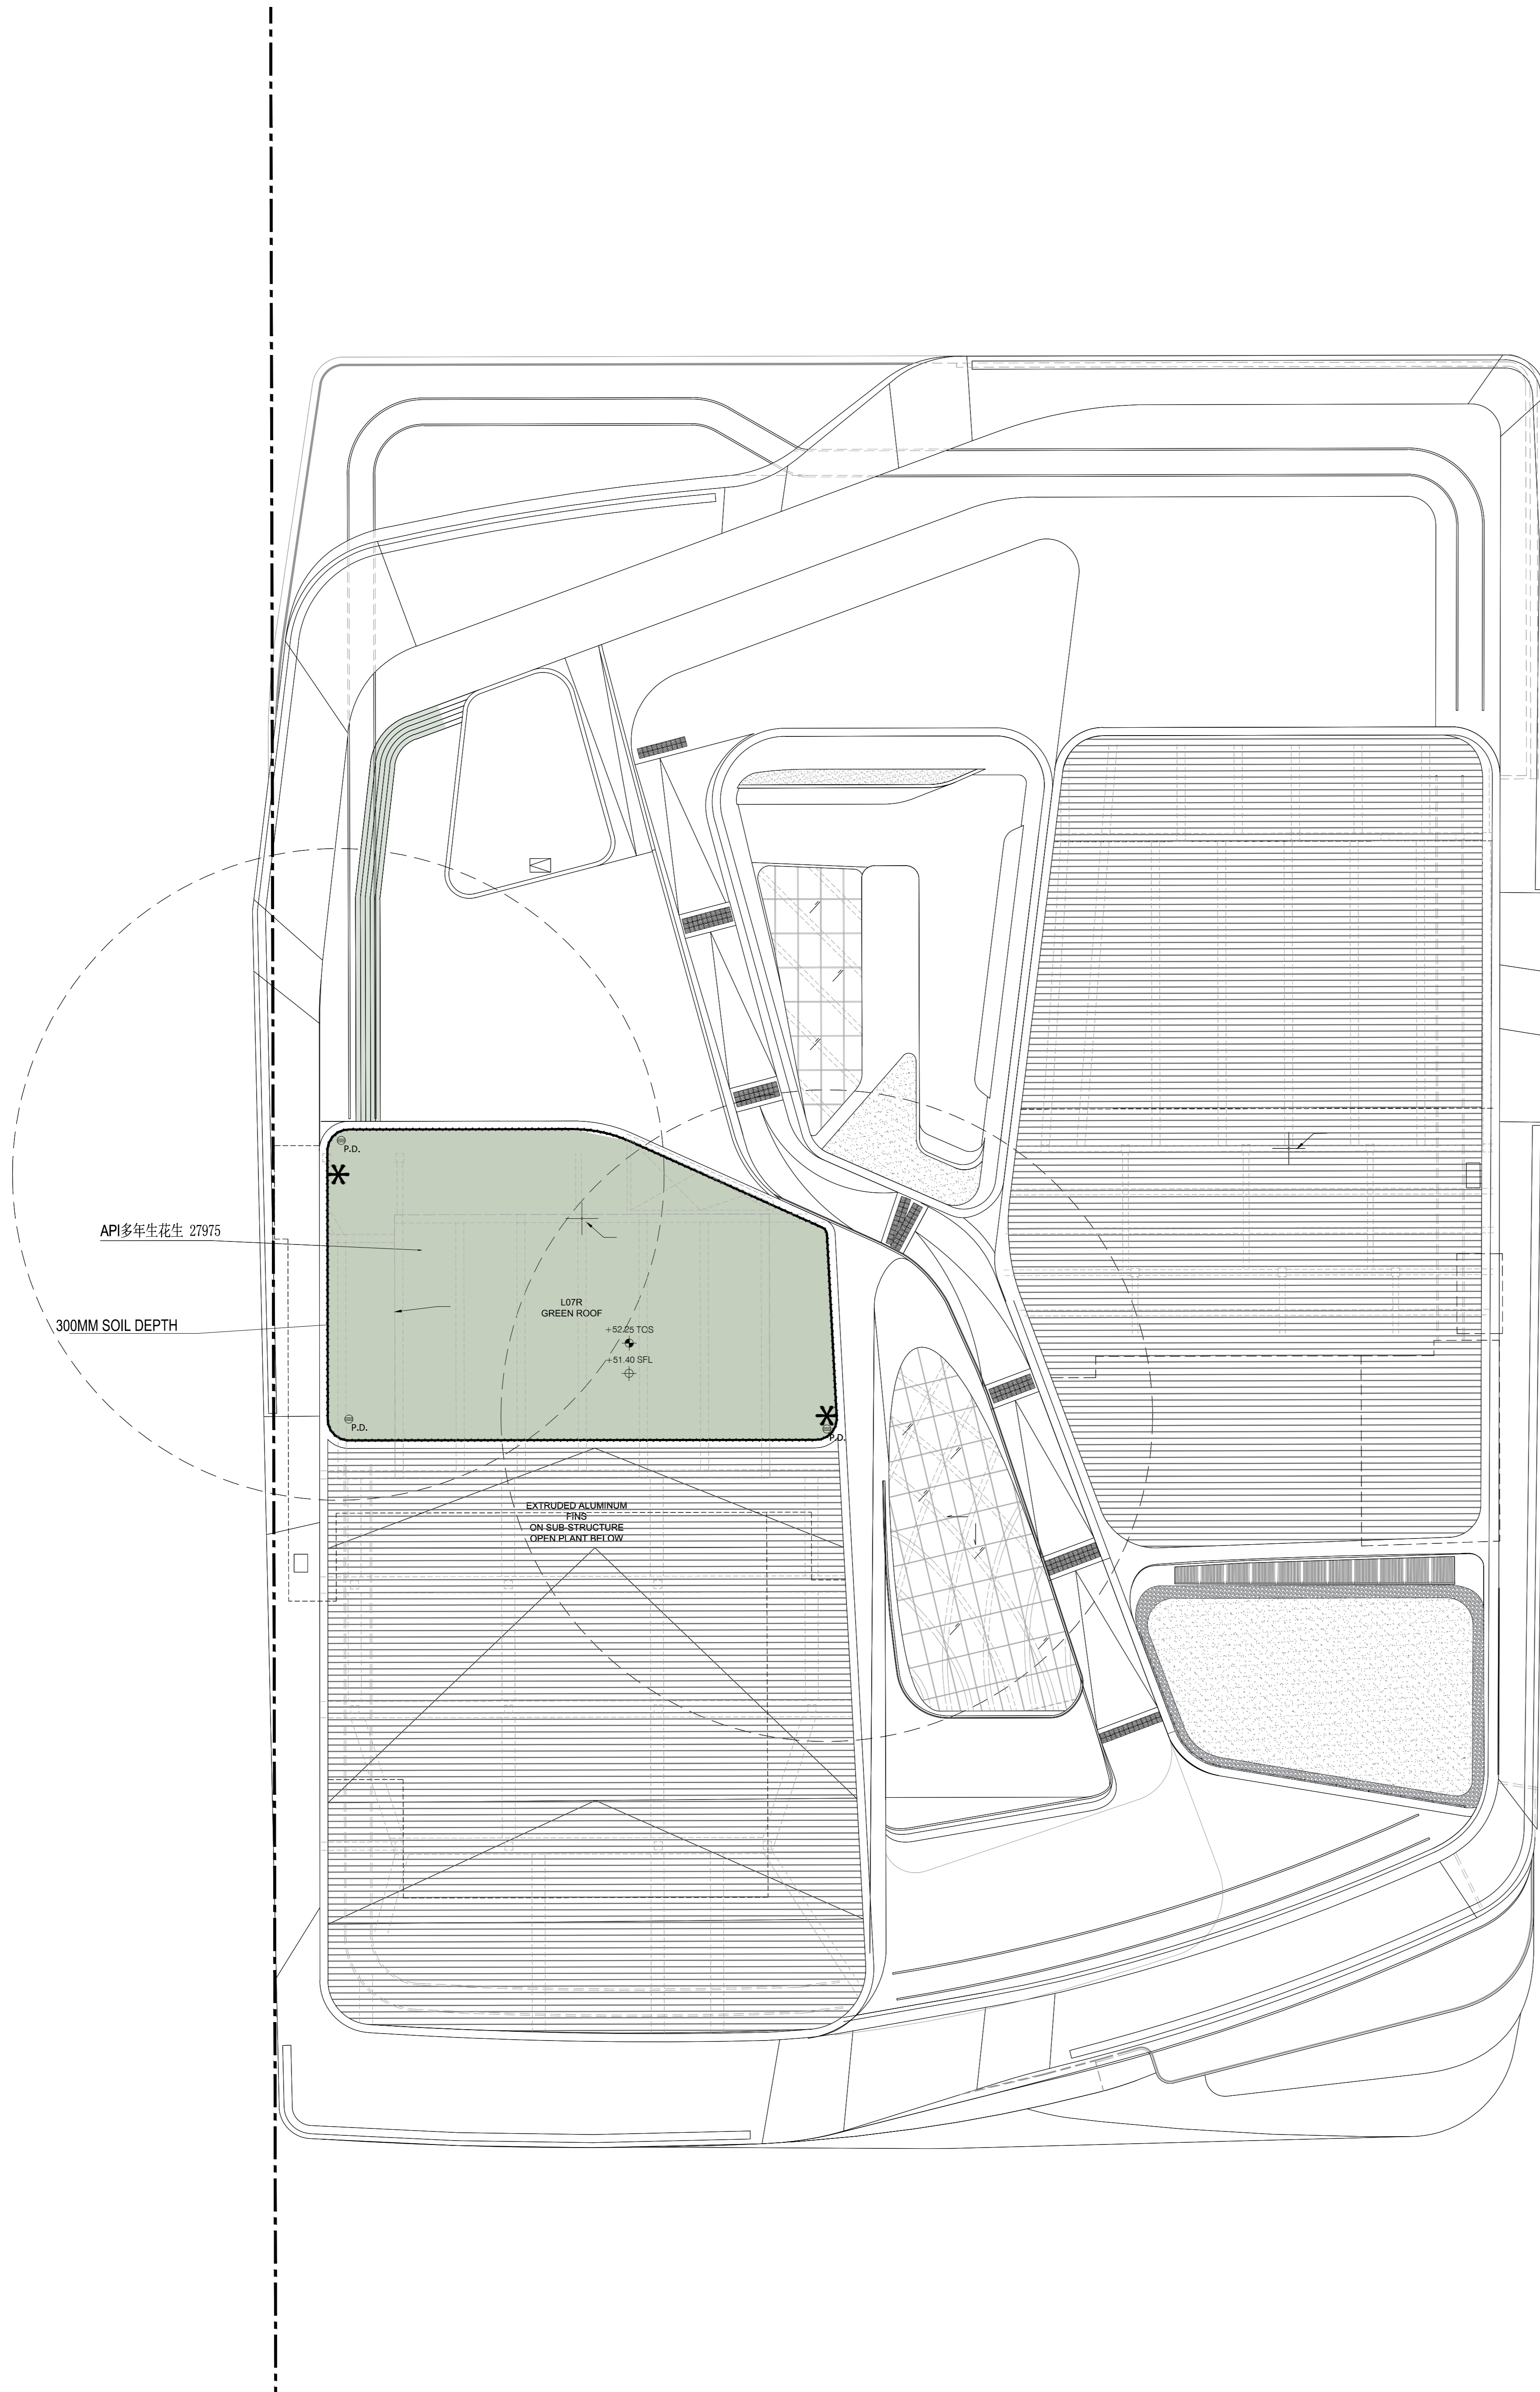 P.D.
API多年生花生 27975
L07R
GREEN ROOF
300MM SOIL DEPTH
+52.25 TCS
+51.40 SFL
P.D.
P.D.
EXTRUDED ALUMINUM
FINS
ON SUB-STRUCTURE
OPEN PLANT BELOW